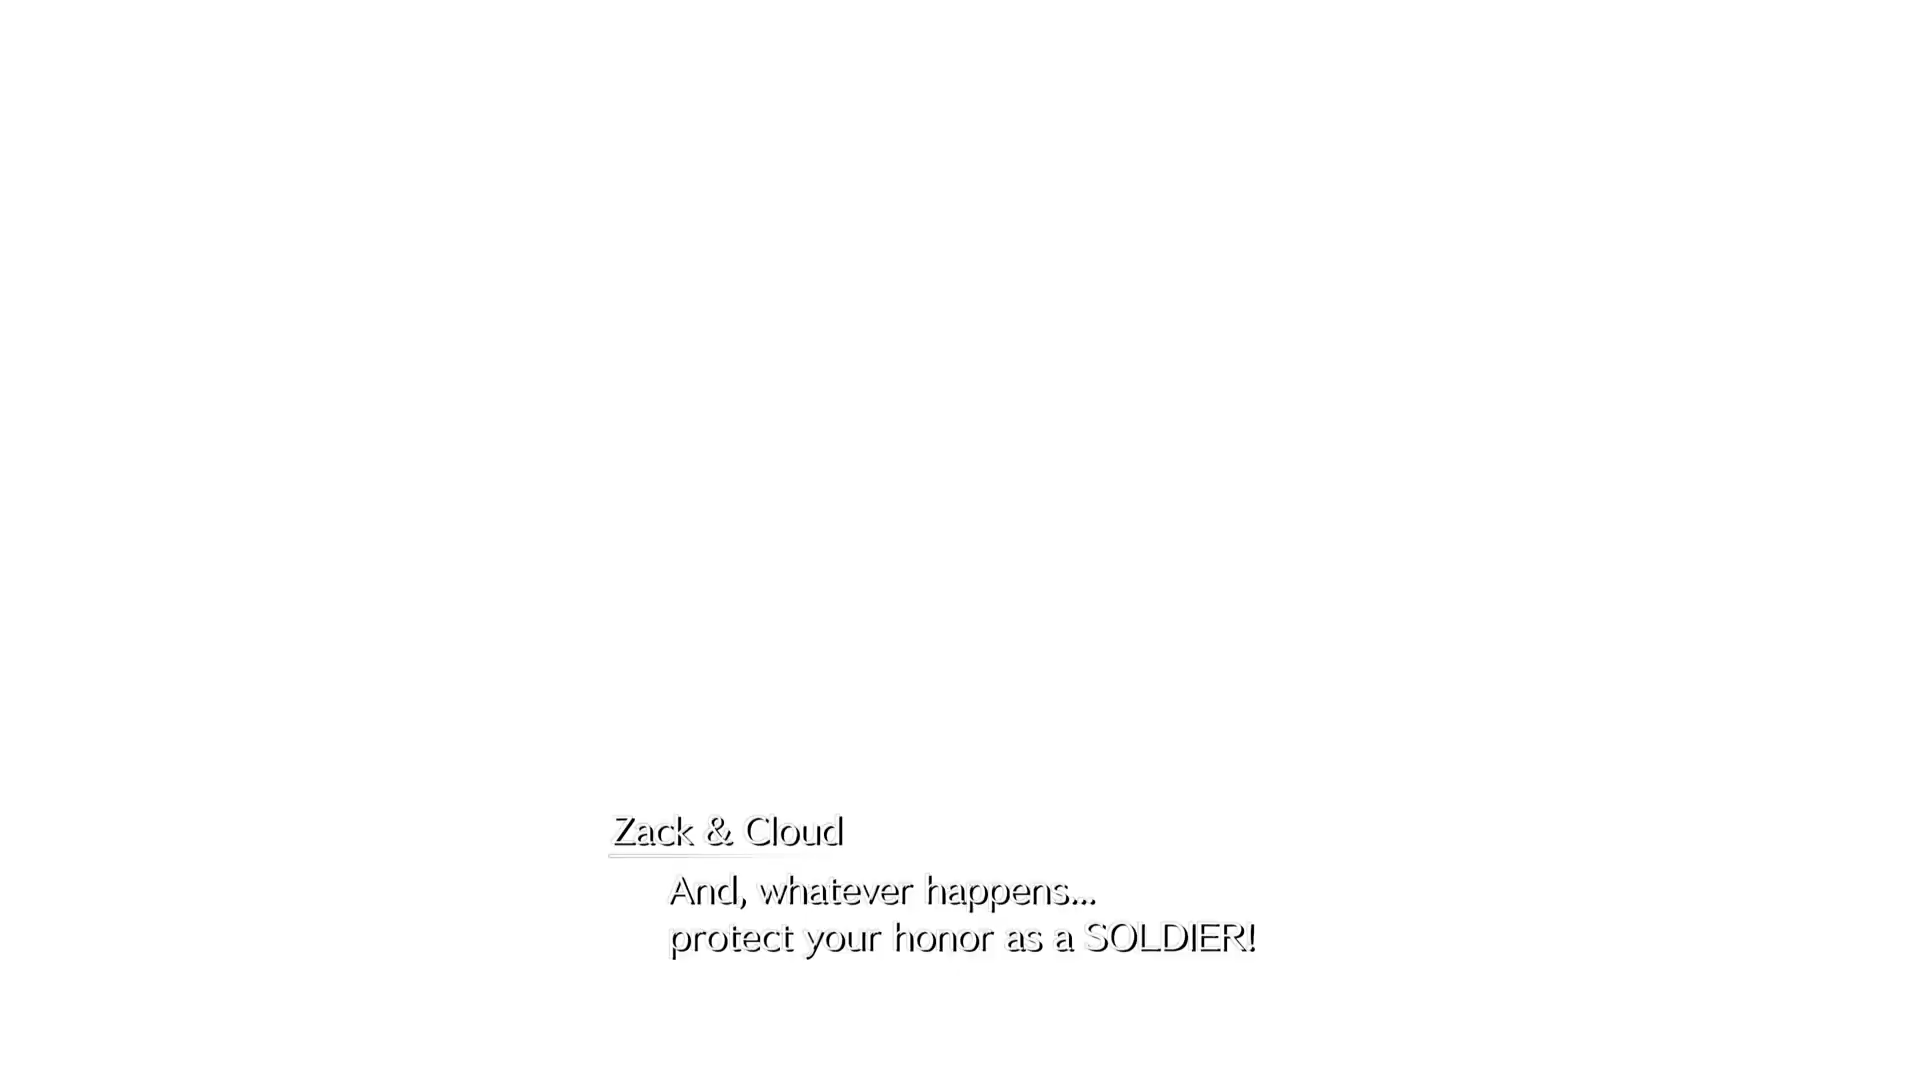 Zack & Cloud
And, whatever happens...
protect your honor as a SOLDIER!